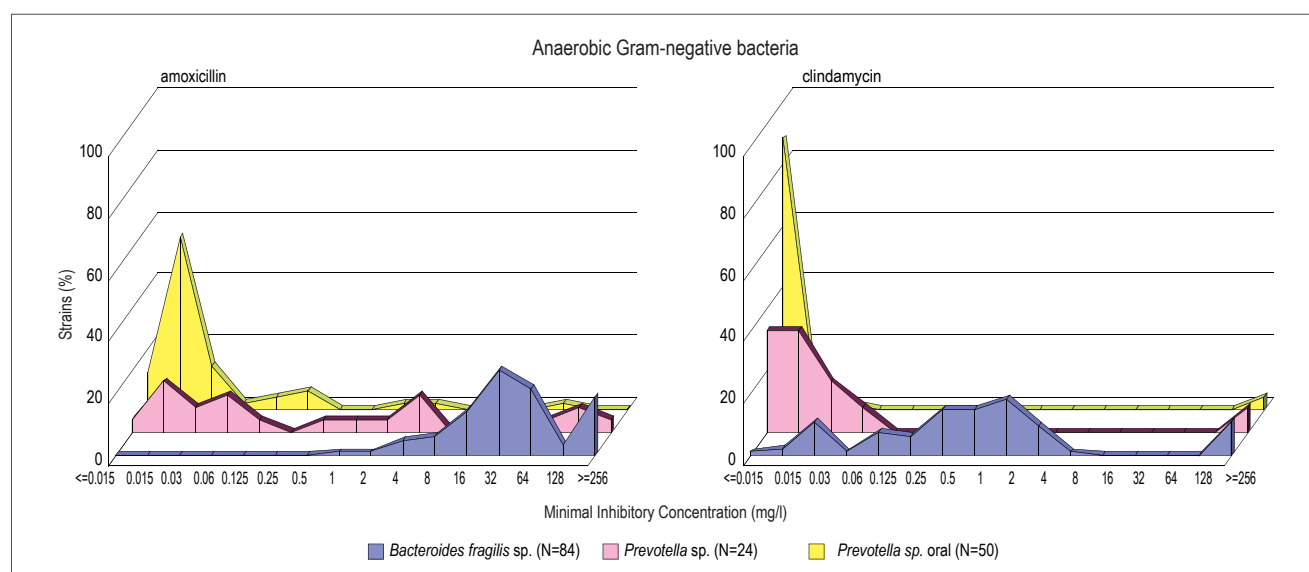 Anaerobic Gram-negative bacteria
amoxicillin
clindamycin
Strains (%)
100
80
60
40
20
0
<=0.015 0.015 0.03 0.06 0.125 0.25 0.5 1 2 4 8 16 32 64 128 >=256
100
80
60
40
20
0
<=0.015 0.015 0.03 0.06 0.125 0.25 0.5 1 2 4 8 16 32 64 128 >=256
Minimal Inhibitory Concentration (mg/l)
Bacteroides fragilis sp. (N=84) Prevotella sp. (N=24) Prevotella sp. oral (N=50)